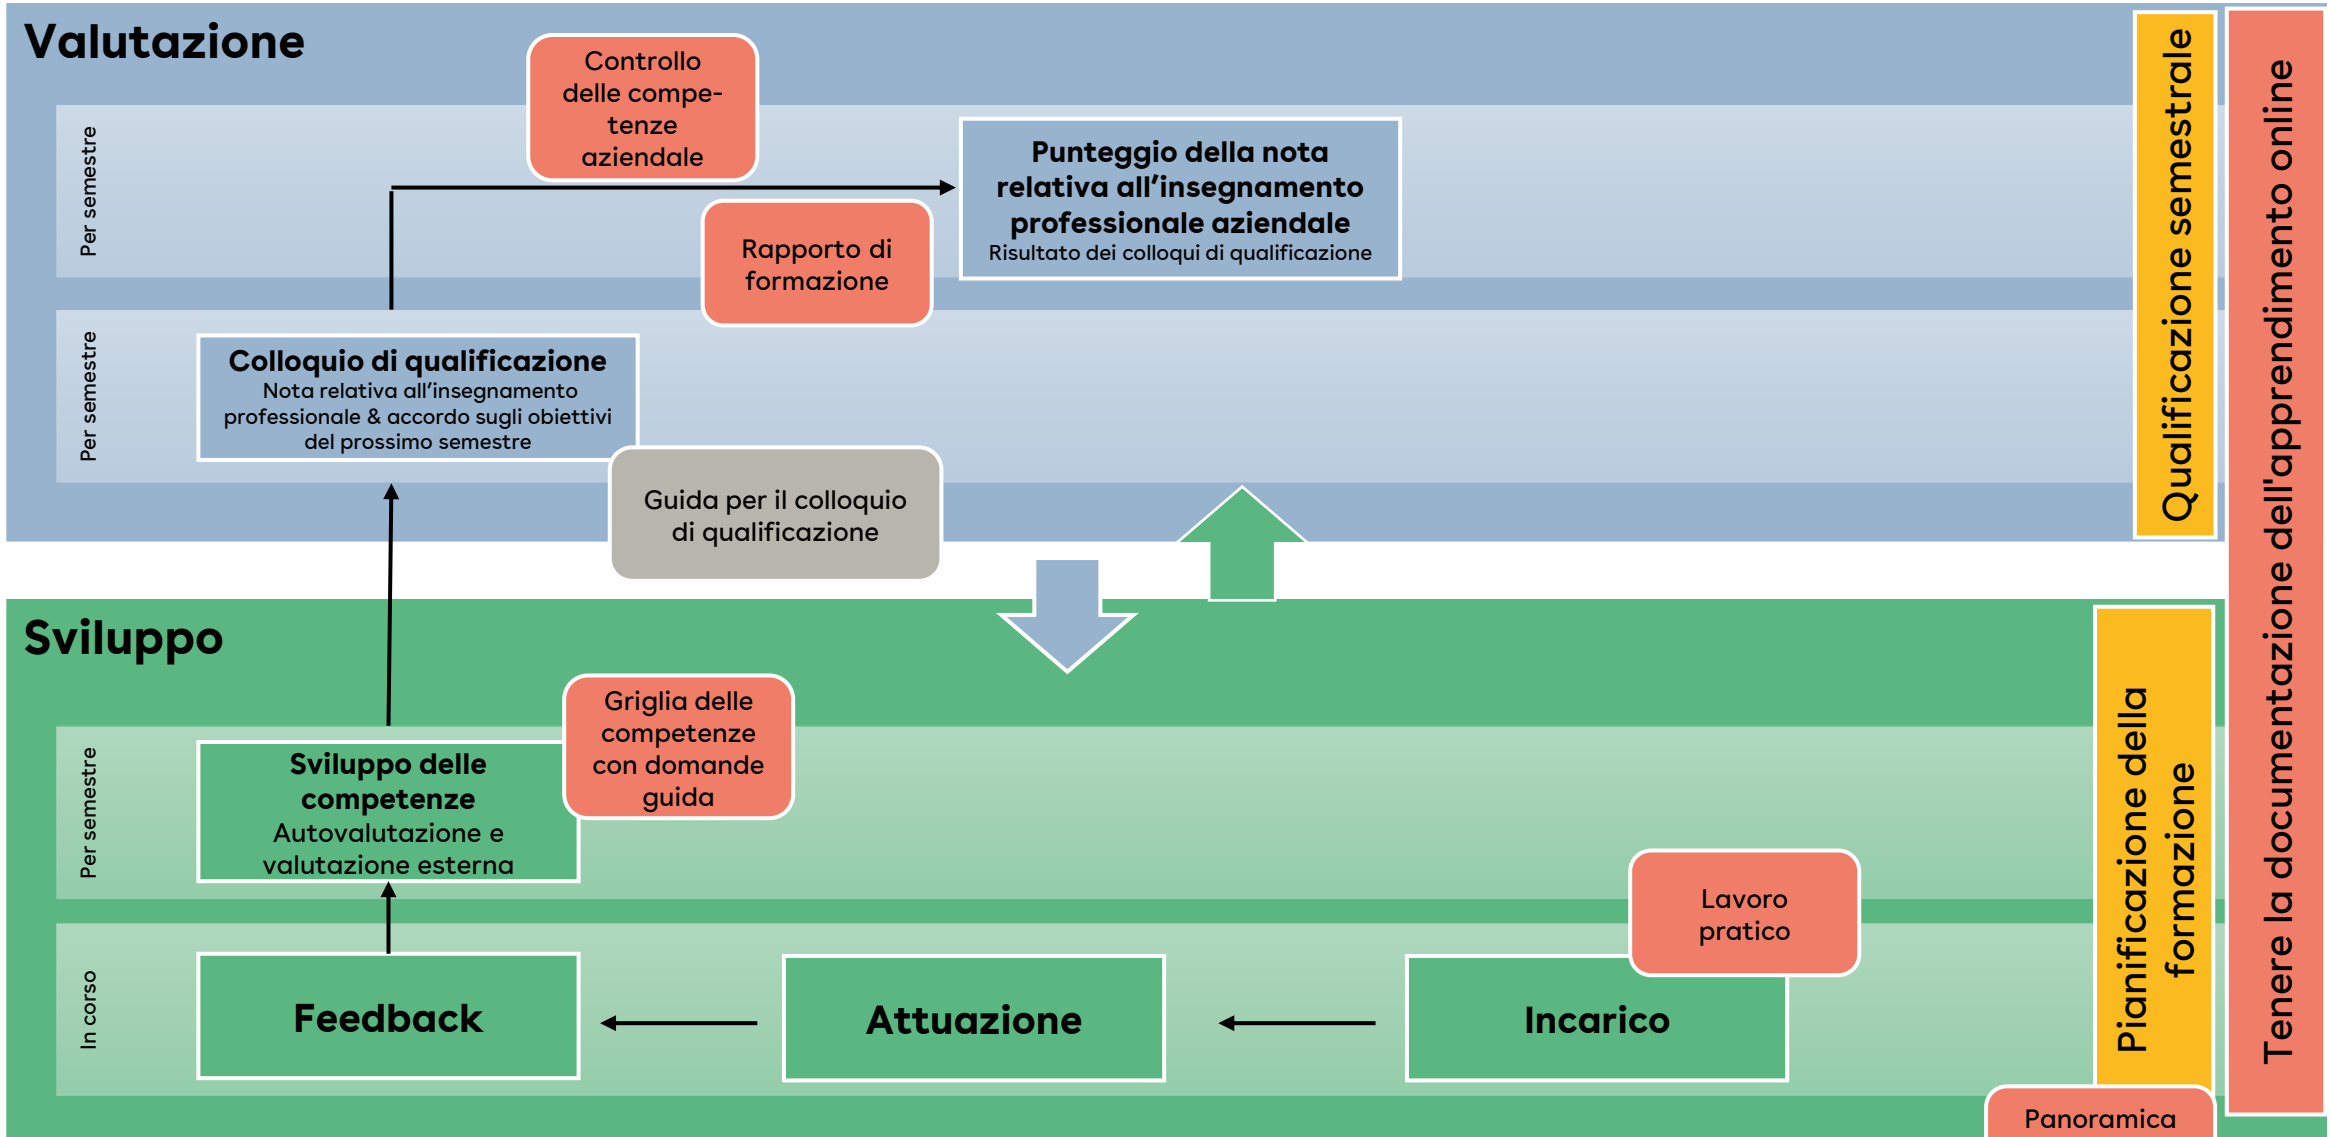 Valutazione
Per semestre
Controllo
delle compe-
tenze
aziendale
Rapporto di
formazione
Punteggio della nota
relativa all’insegnamento
professionale aziendale
Risultato dei colloqui di qualificazione
Per semestre
Colloquio di qualificazione
Nota relativa all’insegnamento
professionale & accordo sugli obiettivi
del prossimo semestre
Guida per il colloquio
di qualificazione
Qualificazione semestrale
Tenere la documentazione dell'apprendimento online
Sviluppo
Per semestre
Sviluppo delle
competenze
Autovalutazione e
valutazione esterna
Griglia delle
competenze
con domande
guida
In corso
Feedback
Attuazione
Incarico
Lavoro
pratico
Pianificazione della
formazione
Panoramica